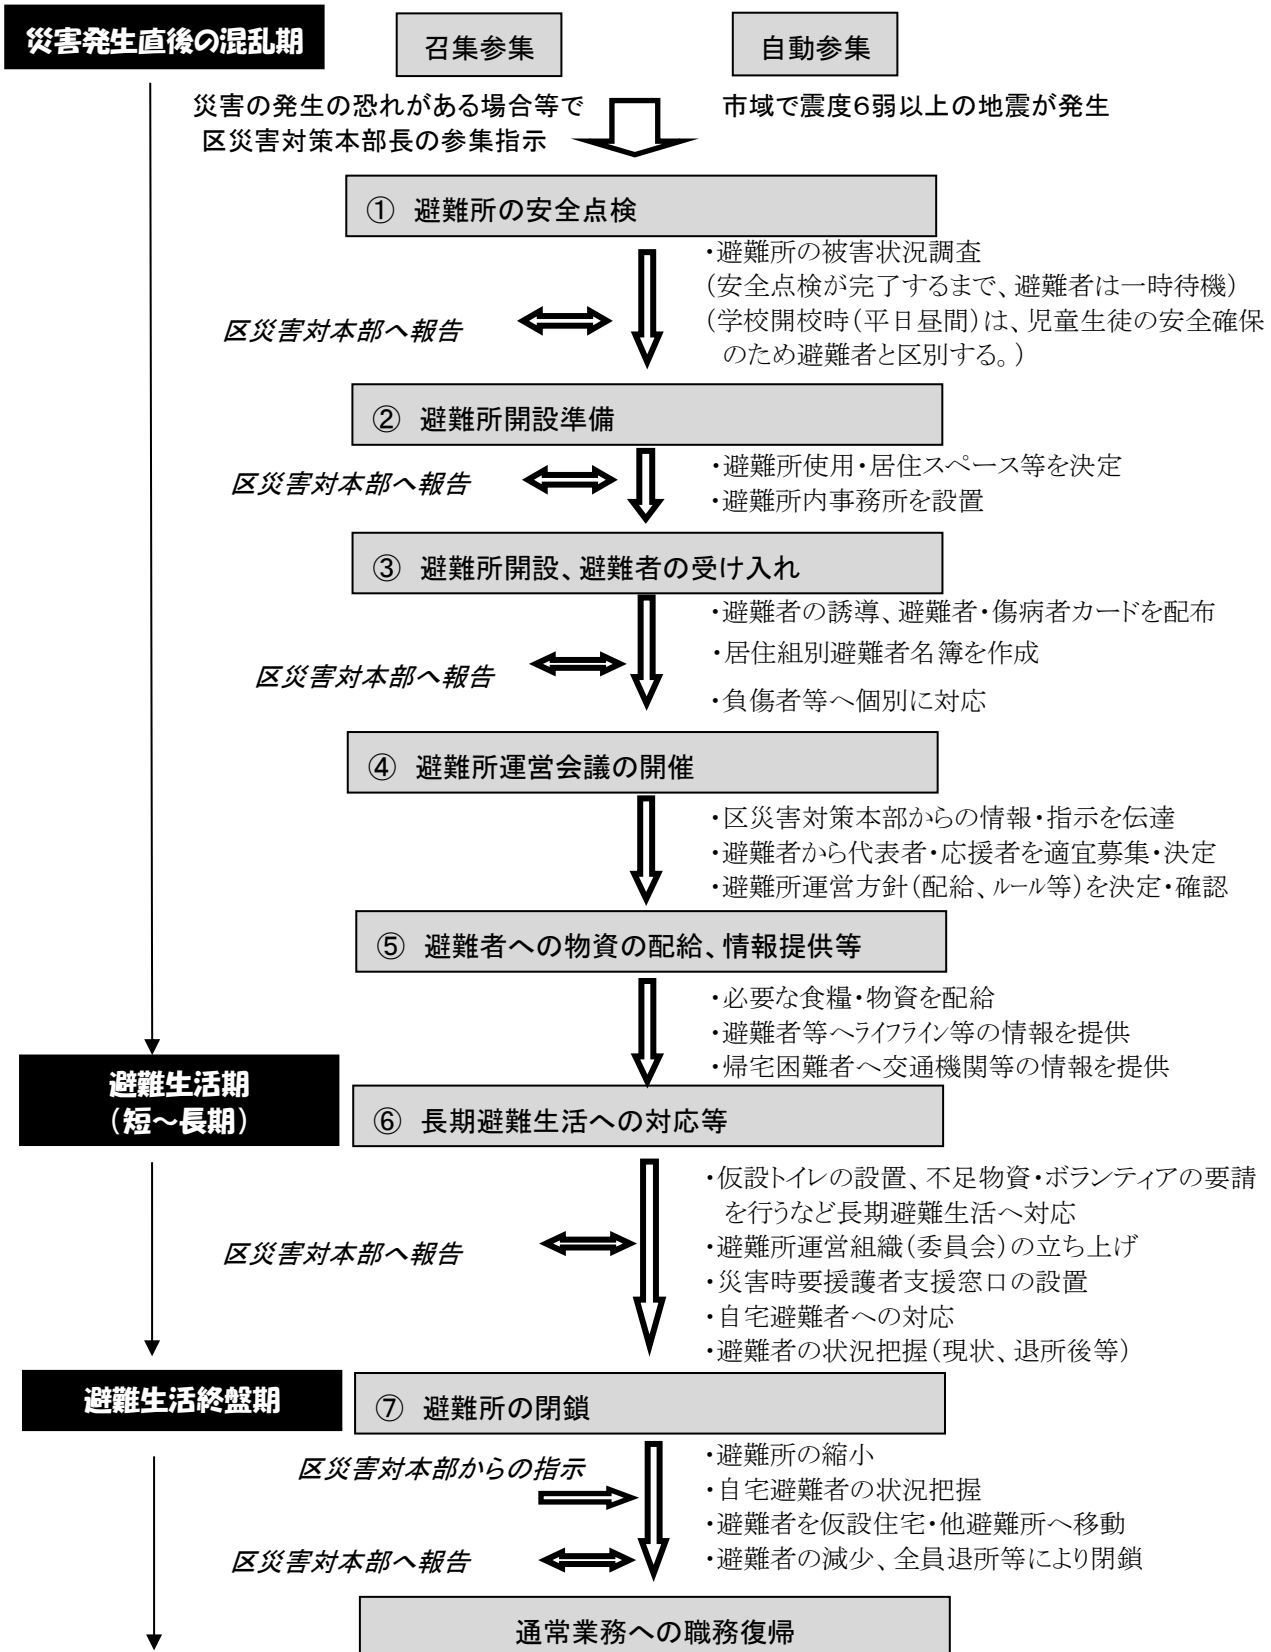 災害発生直後の混乱期
召集参集
自動参集
災害の発生の恐れがある場合等で
区災害対策本部長の参集指示
市域で震度６弱以上の地震が発生
① 避難所の安全点検
・避難所の被害状況調査
（安全点検が完了するまで、避難者は一時待機）
（学校開校時（平日昼間）は、児童生徒の安全確保
のため避難者と区別する。）
区災害対本部へ報告
② 避難所開設準備
・避難所使用・居住スペース等を決定
・避難所内事務所を設置
区災害対本部へ報告
③ 避難所開設、避難者の受け入れ
・避難者の誘導、避難者・傷病者カードを配布
・居住組別避難者名簿を作成
・負傷者等へ個別に対応
区災害対本部へ報告
④ 避難所運営会議の開催
・区災害対策本部からの情報・指示を伝達
・避難者から代表者・応援者を適宜募集・決定
・避難所運営方針（配給、ルール等）を決定・確認
⑤ 避難者への物資の配給、情報提供等
・必要な食糧・物資を配給
・避難者等へライフライン等の情報を提供
・帰宅困難者へ交通機関等の情報を提供
避難生活期
（短～長期）
⑥ 長期避難生活への対応等
・仮設トイレの設置、不足物資・ボランティアの要請
を行うなど長期避難生活へ対応
・避難所運営組織（委員会）の立ち上げ
・災害時要援護者支援窓口の設置
・自宅避難者への対応
・避難者の状況把握（現状、退所後等）
区災害対本部へ報告
避難生活終盤期
⑦ 避難所の閉鎖
区災害対本部からの指示
・避難所の縮小
・自宅避難者の状況把握
・避難者を仮設住宅・他避難所へ移動
・避難者の減少、全員退所等により閉鎖
区災害対本部へ報告
通常業務への職務復帰